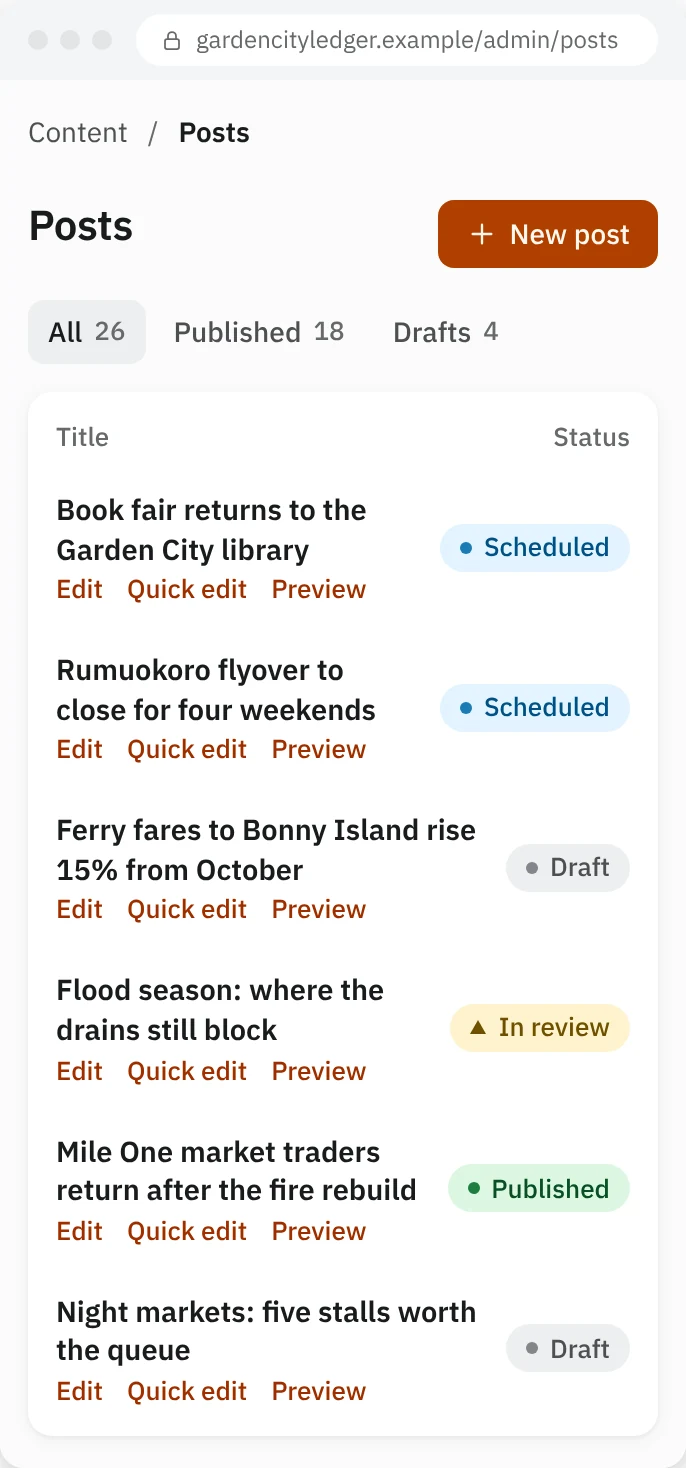 gardencityledger.example/admin/posts
Content / Posts
Posts
+ New post
All 26 Published 18 Drafts 4
Title Status
Book fair returns to the
Garden City library
Scheduled
Edit Quick edit Preview
Rumuokoro flyover to
close for four weekends
Scheduled
Edit Quick edit Preview
Ferry fares to Bonny Island rise
15% from October
Draft
Edit Quick edit Preview
Flood season: where the
drains still block
In review
Edit Quick edit Preview
Mile One market traders
return after the fire rebuild
Published
Edit Quick edit Preview
Night markets: five stalls worth
the queue
Draft
Edit Quick edit Preview